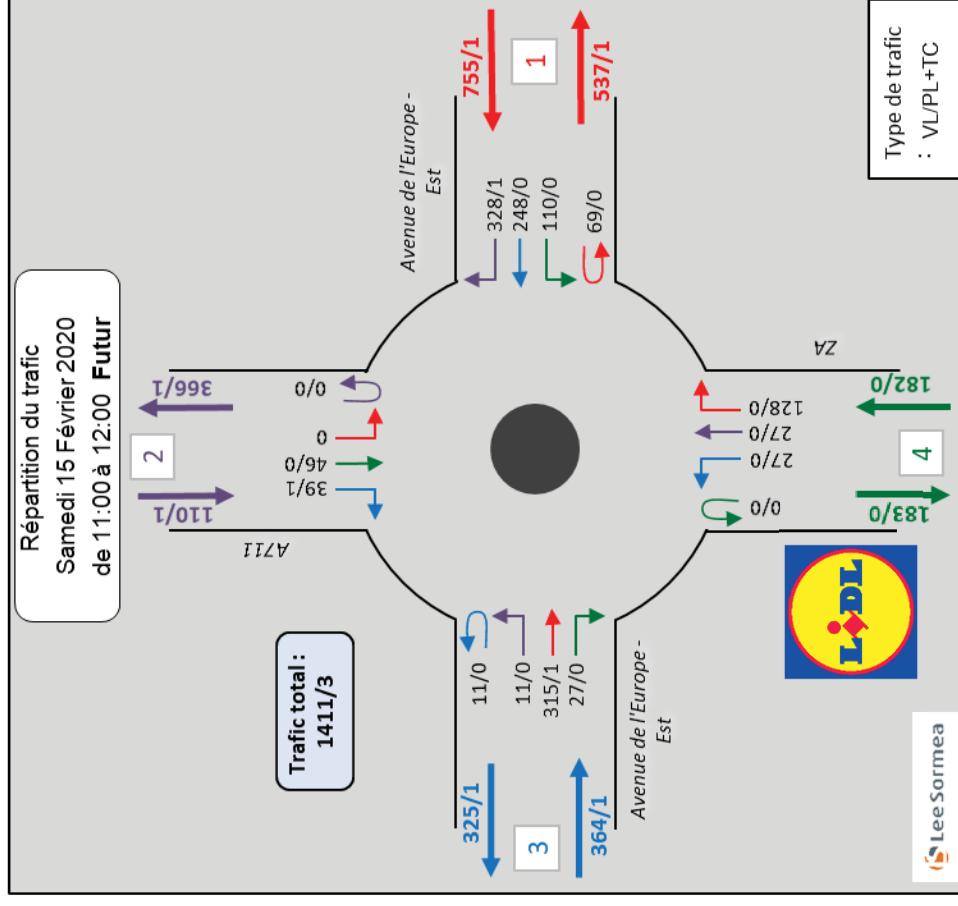 Répartition du trafic
Samedi 15 Février 2020
de 11:00 à 12:00 Futur
Trafic total :
1411/3
2
110/1
366/1
A711
39/1
46/0
0
0/0
Avenue de l'Europe -
Est
755/1
1
537/1
328/1
248/0
110/0
69/0
325/1
3
364/1
11/0
11/0
315/1
27/0
Avenue de l'Europe -
Est
ZA
0/0
27/0
27/0
128/0
183/0
4
182/0
LIDL
Type de trafic
: VL/PL+TC
Lee Sormea